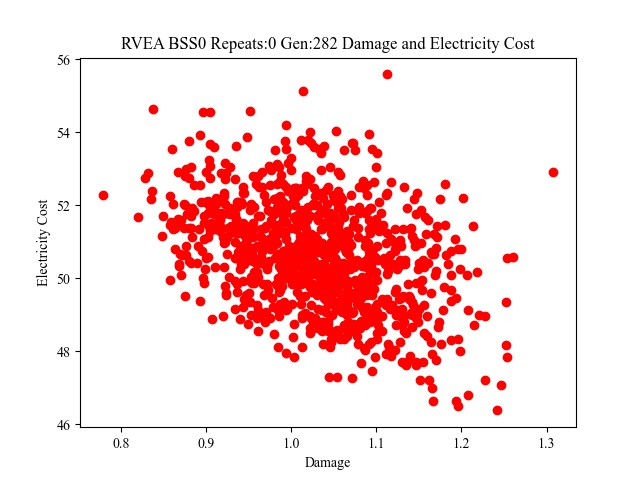 RVEA BSS0 Repeats:0 Gen:282 Damage and Electricity Cost
56
54
52
50
48
46
Electricity Cost
0.8 0.9 1.0 1.1 1.2 1.3
Damage